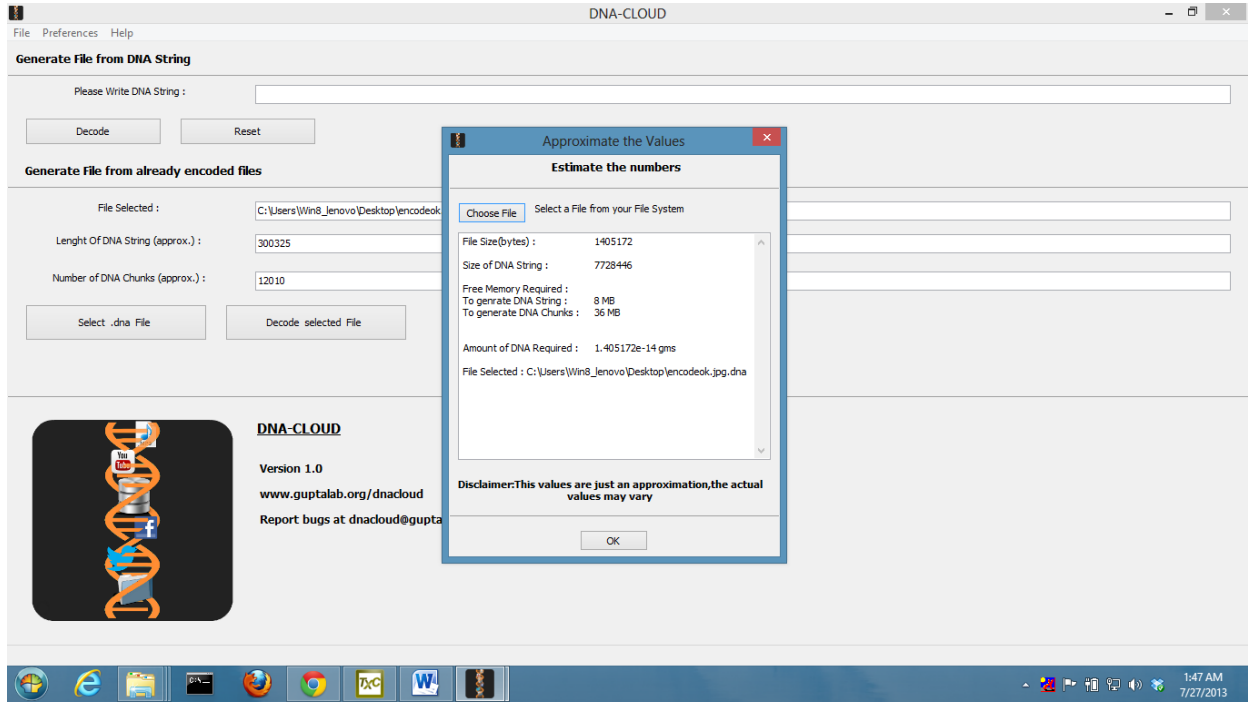 DNA-CLOUD
File Preferences Help
Generate File from DNA String
Please Write DNA String :
Decode Reset
Generate File from already encoded files
File Selected : C:\Users\Win8_lenovo\Desktop\encodeok.
Lenght Of DNA String (approx.) : 300325
Number of DNA Chunks (approx.) : 12010
Select .dna File Decode selected File
DNA-CLOUD
Version 1.0
www.guptalab.org/dnacloud
Report bugs at dnacloud@gupta
You
Tube
f
Approximate the Values
Estimate the numbers
Choose File Select a File from your File System
File Size(bytes) : 1405172
Size of DNA String : 7728446
Free Memory Required :
To genrate DNA String : 8 MB
To generate DNA Chunks : 36 MB
Amount of DNA Required : 1.405172e-14 gms
File Selected : C:\Users\Win8_lenovo\Desktop\encodeok.jpg.dna
Disclaimer:This values are just an approximation,the actual
values may vary
OK
C:\_
TXC
W
1:47 AM
7/27/2013